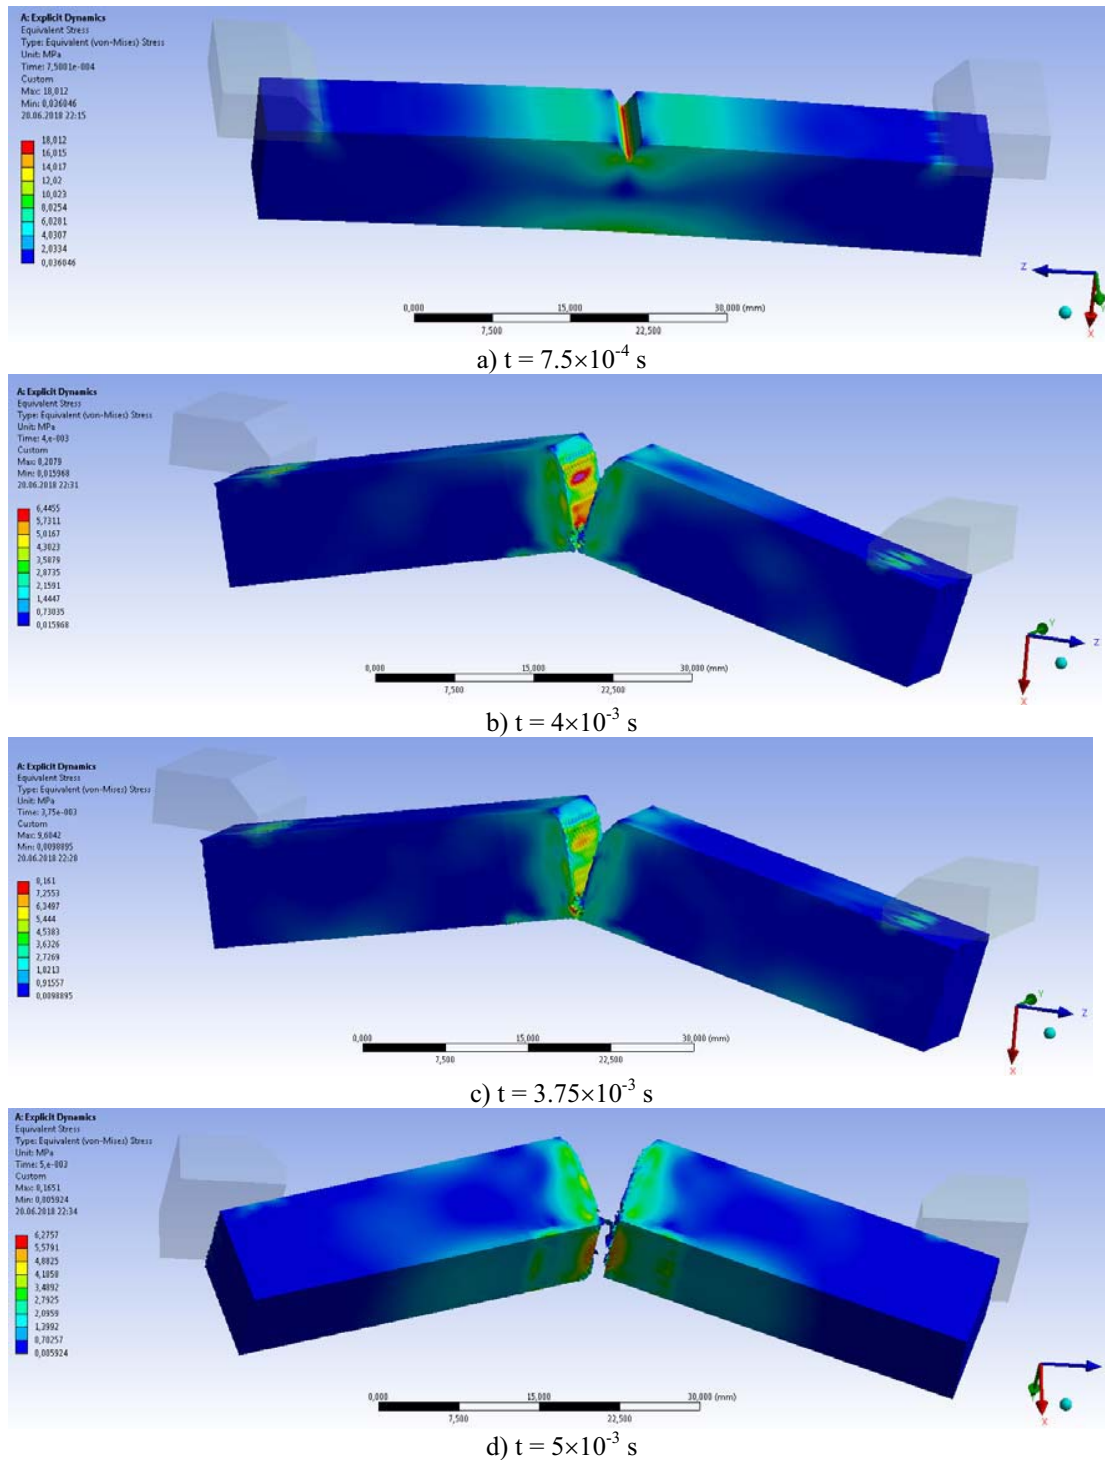 A: Explicit Dynamics
Equivalent Stress
Type: Equivalent (von-Mises) Stress
Unit: MPa
Time: 7,5001e-004
Custom
Max: 18,012
Min: 0,036046
20.06.2018 22:15
18,012
16,015
14,017
12,02
10,023
8,0254
6,0281
4,0307
2,0334
0,036046
Z
Y
X
0,000
15,000
30,000 (mm)
7,500
22,500
a) t = 7.5×10⁻⁴ s
A: Explicit Dynamics
Equivalent Stress
Type: Equivalent (von-Mises) Stress
Unit: MPa
Time: 4,e-003
Custom
Max: 8,2079
Min: 0,015968
20.06.2018 22:31
6,4455
5,7311
5,0167
4,3023
3,5879
2,8735
2,1591
1,4447
0,73035
0,015968
Y
Z
X
0,000
15,000
30,000 (mm)
7,500
22,500
b) t = 4×10⁻³ s
A: Explicit Dynamics
Equivalent Stress
Type: Equivalent (von-Mises) Stress
Unit: MPa
Time: 3,75e-003
Custom
Max: 9,6042
Min: 0,0098895
20.06.2018 22:28
8,161
7,2553
6,3497
5,444
4,5383
3,6326
2,7269
1,8213
0,91557
0,0098895
Y
Z
X
0,000
15,000
30,000 (mm)
7,500
22,500
c) t = 3.75×10⁻³ s
A: Explicit Dynamics
Equivalent Stress
Type: Equivalent (von-Mises) Stress
Unit: MPa
Time: 5,e-003
Custom
Max: 8,1651
Min: 0,005924
20.06.2018 22:34
6,2757
5,5791
4,8825
4,1858
3,4892
2,7925
2,0959
1,3992
0,70257
0,005924
X
0,000
15,000
30,000 (mm)
7,500
22,500
d) t = 5×10⁻³ s